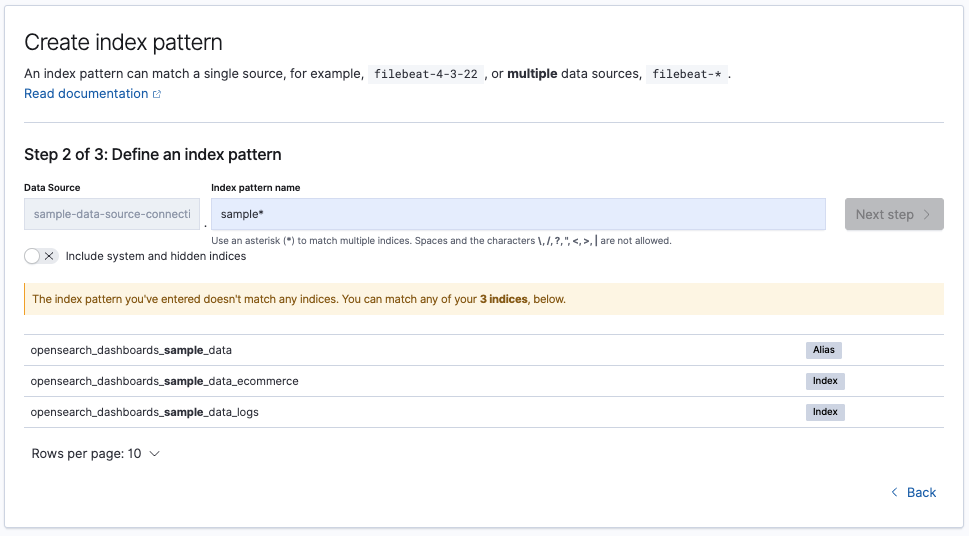 Create index pattern
An index pattern can match a single source, for example, filebeat-4-3-22 , or multiple data sources, filebeat-* .
Read documentation
Step 2 of 3: Define an index pattern
Data Source
Index pattern name
sample-data-source-connecti
.
sample*
Next step
Use an asterisk (*) to match multiple indices. Spaces and the characters \, /, ?, ", <, >, | are not allowed.
Include system and hidden indices
The index pattern you've entered doesn't match any indices. You can match any of your 3 indices, below.
opensearch_dashboards_sample_data Alias
opensearch_dashboards_sample_data_ecommerce Index
opensearch_dashboards_sample_data_logs Index
Rows per page: 10
Back